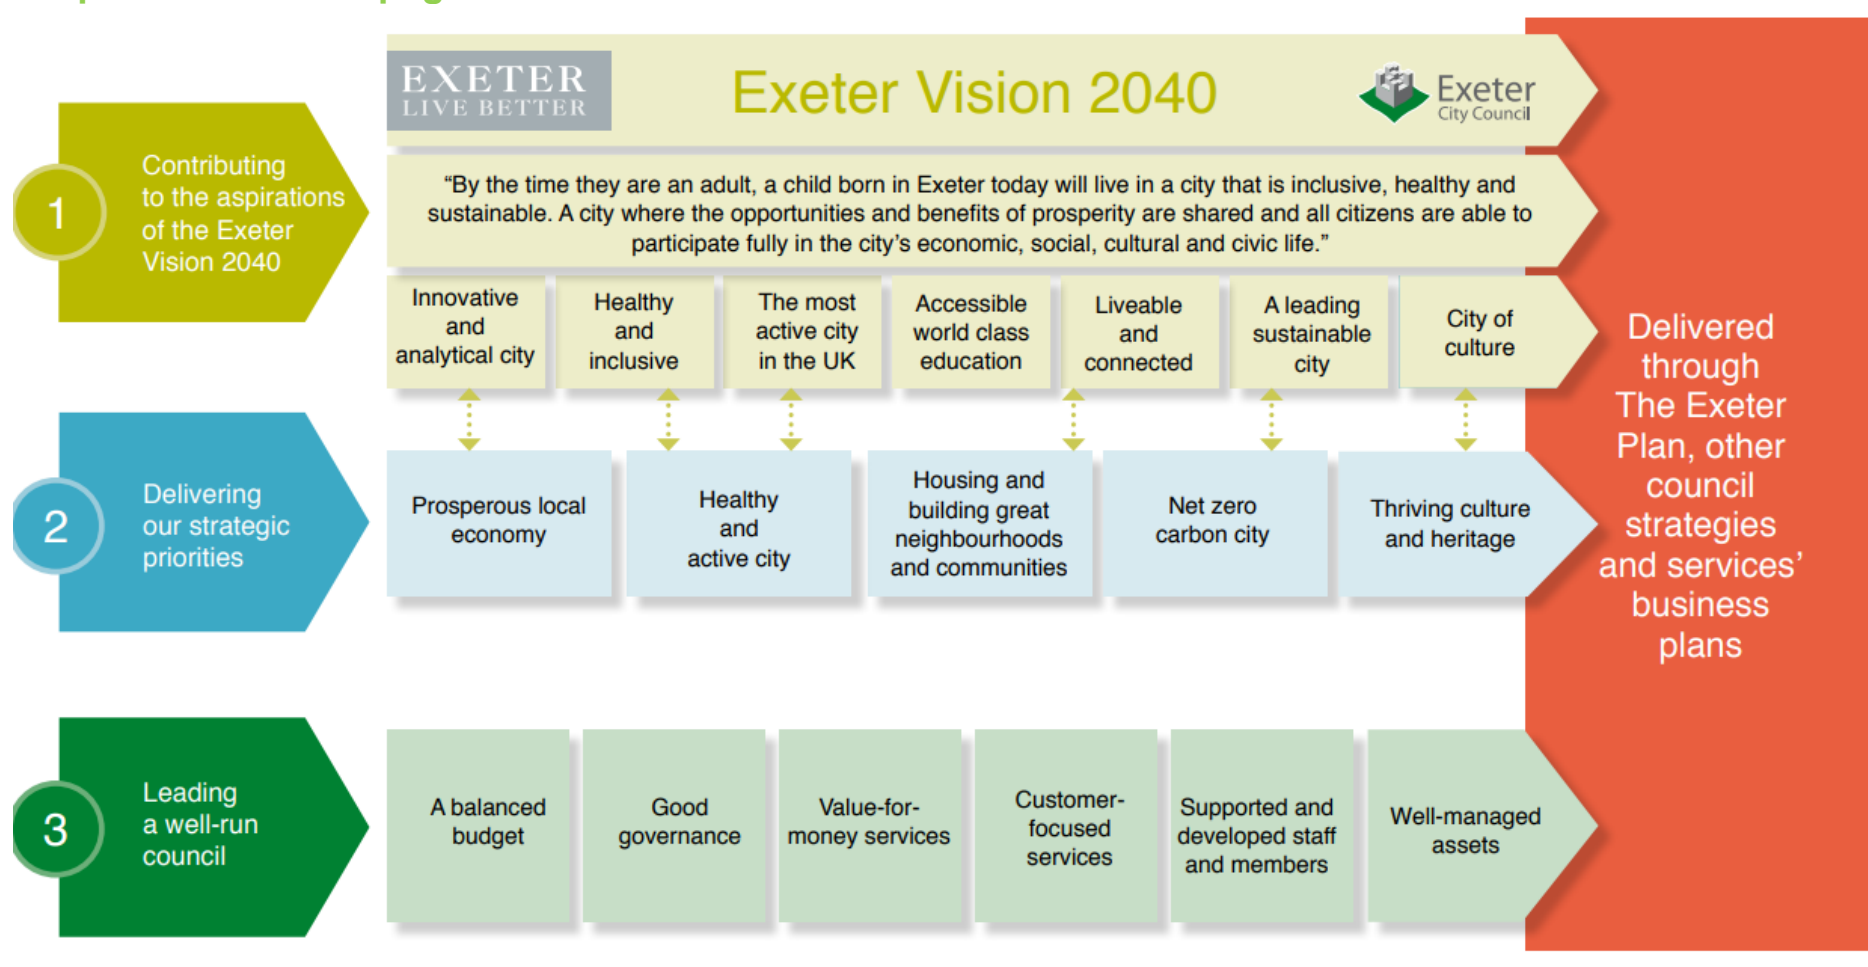 EXETER
LIVE BETTER
Exeter Vision 2040
Exeter
City Council
1
Contributing
to the aspirations
of the Exeter
Vision 2040
“By the time they are an adult, a child born in Exeter today will live in a city that is inclusive, healthy and
sustainable. A city where the opportunities and benefits of prosperity are shared and all citizens are able to
participate fully in the city’s economic, social, cultural and civic life.”
Innovative
and
analytical city
Healthy
and
inclusive
The most
active city
in the UK
Accessible
world class
education
Liveable
and
connected
A leading
sustainable
city
City of
culture
2
Delivering
our strategic
priorities
Prosperous local
economy
Healthy
and
active city
Housing and
building great
neighbourhoods
and communities
Net zero
carbon city
Thriving culture
and heritage
3
Leading
a well-run
council
A balanced
budget
Good
governance
Value-for-
money services
Customer-
focused
services
Supported and
developed staff
and members
Well-managed
assets
Delivered
through
The Exeter
Plan, other
council
strategies
and services’
business
plans